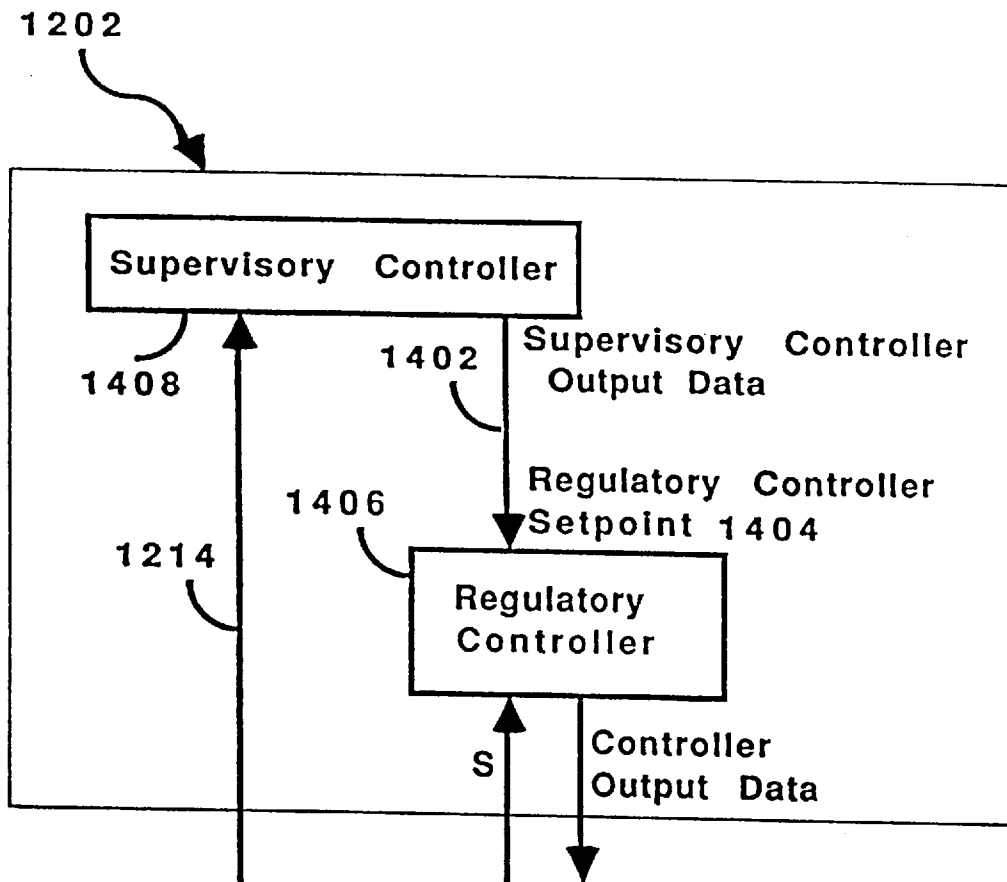 1202
Supervisory Controller
1408
1402
Supervisory Controller
Output Data
Regulatory Controller
Setpoint 1404
1406
1214
Regulatory
Controller
S
Controller
Output Data